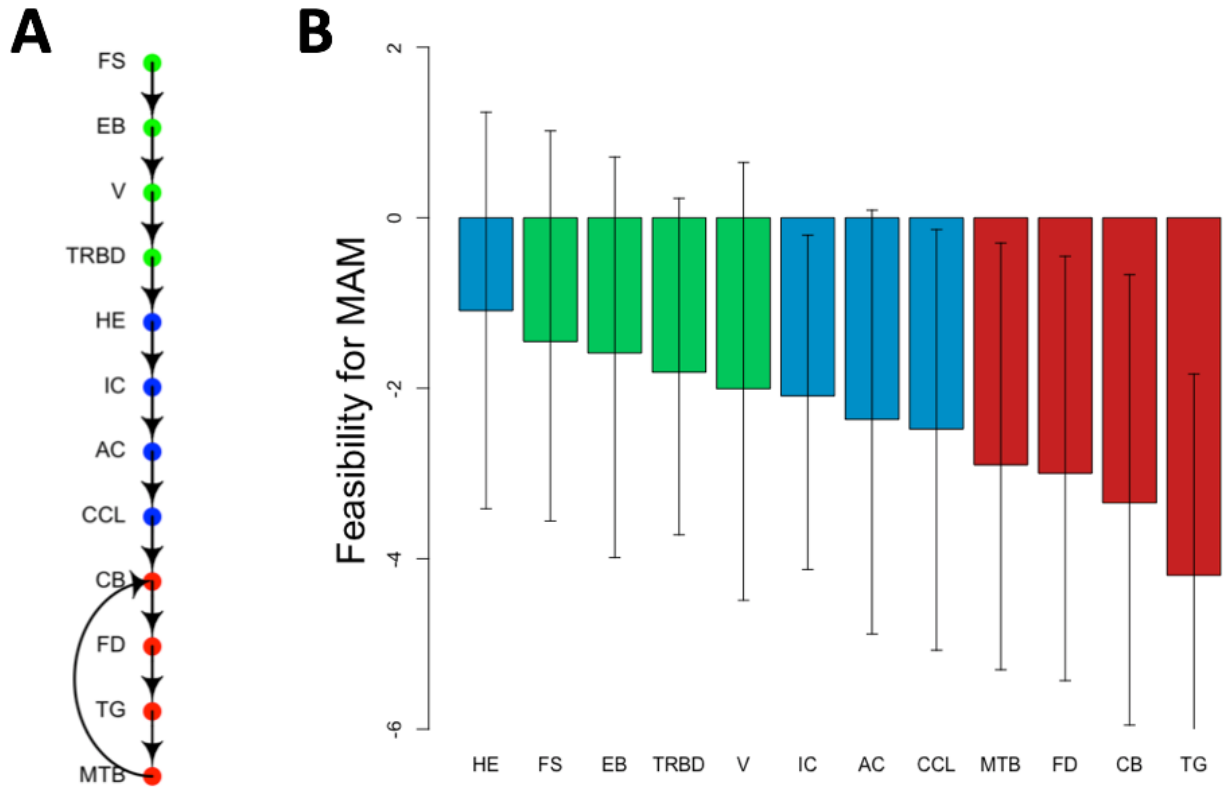 A
FS
EB
V
TRBD
HE
IC
AC
CCL
CB
FD
TG
MTB
B
Feasibility for MAM
2
0
-2
-4
-6
HE FS EB TRBD V IC AC CCL MTB FD CB TG